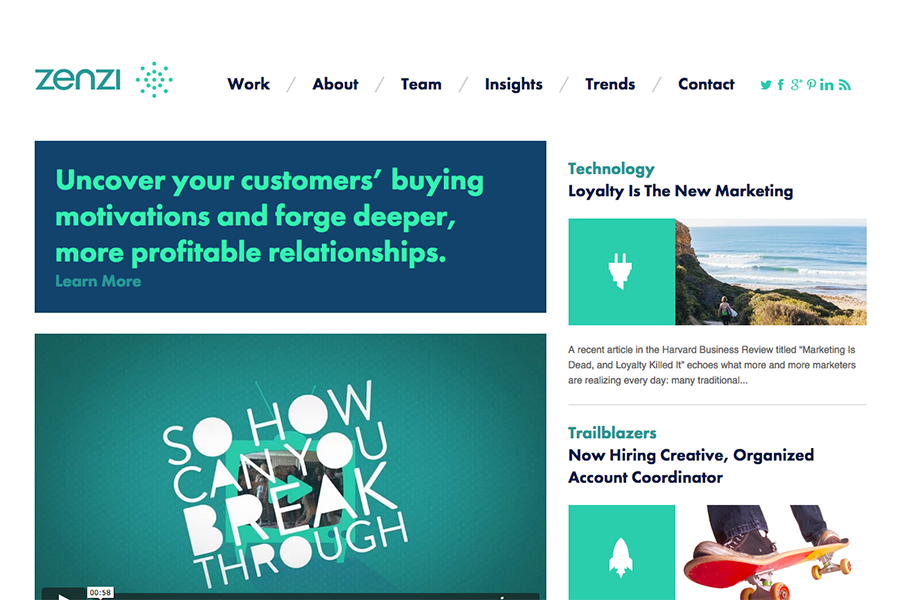 zenzi
Work / About / Team / Insights / Trends / Contact
Uncover your customers’ buying
motivations and forge deeper,
more profitable relationships.
Learn More
SO HOW
CAN YOU
BREAK
THROUGH
00:58
Technology
Loyalty Is The New Marketing
A recent article in the Harvard Business Review titled “Marketing Is
Dead, and Loyalty Killed It” echoes what more and more marketers
are realizing every day: many traditional...
Trailblazers
Now Hiring Creative, Organized
Account Coordinator